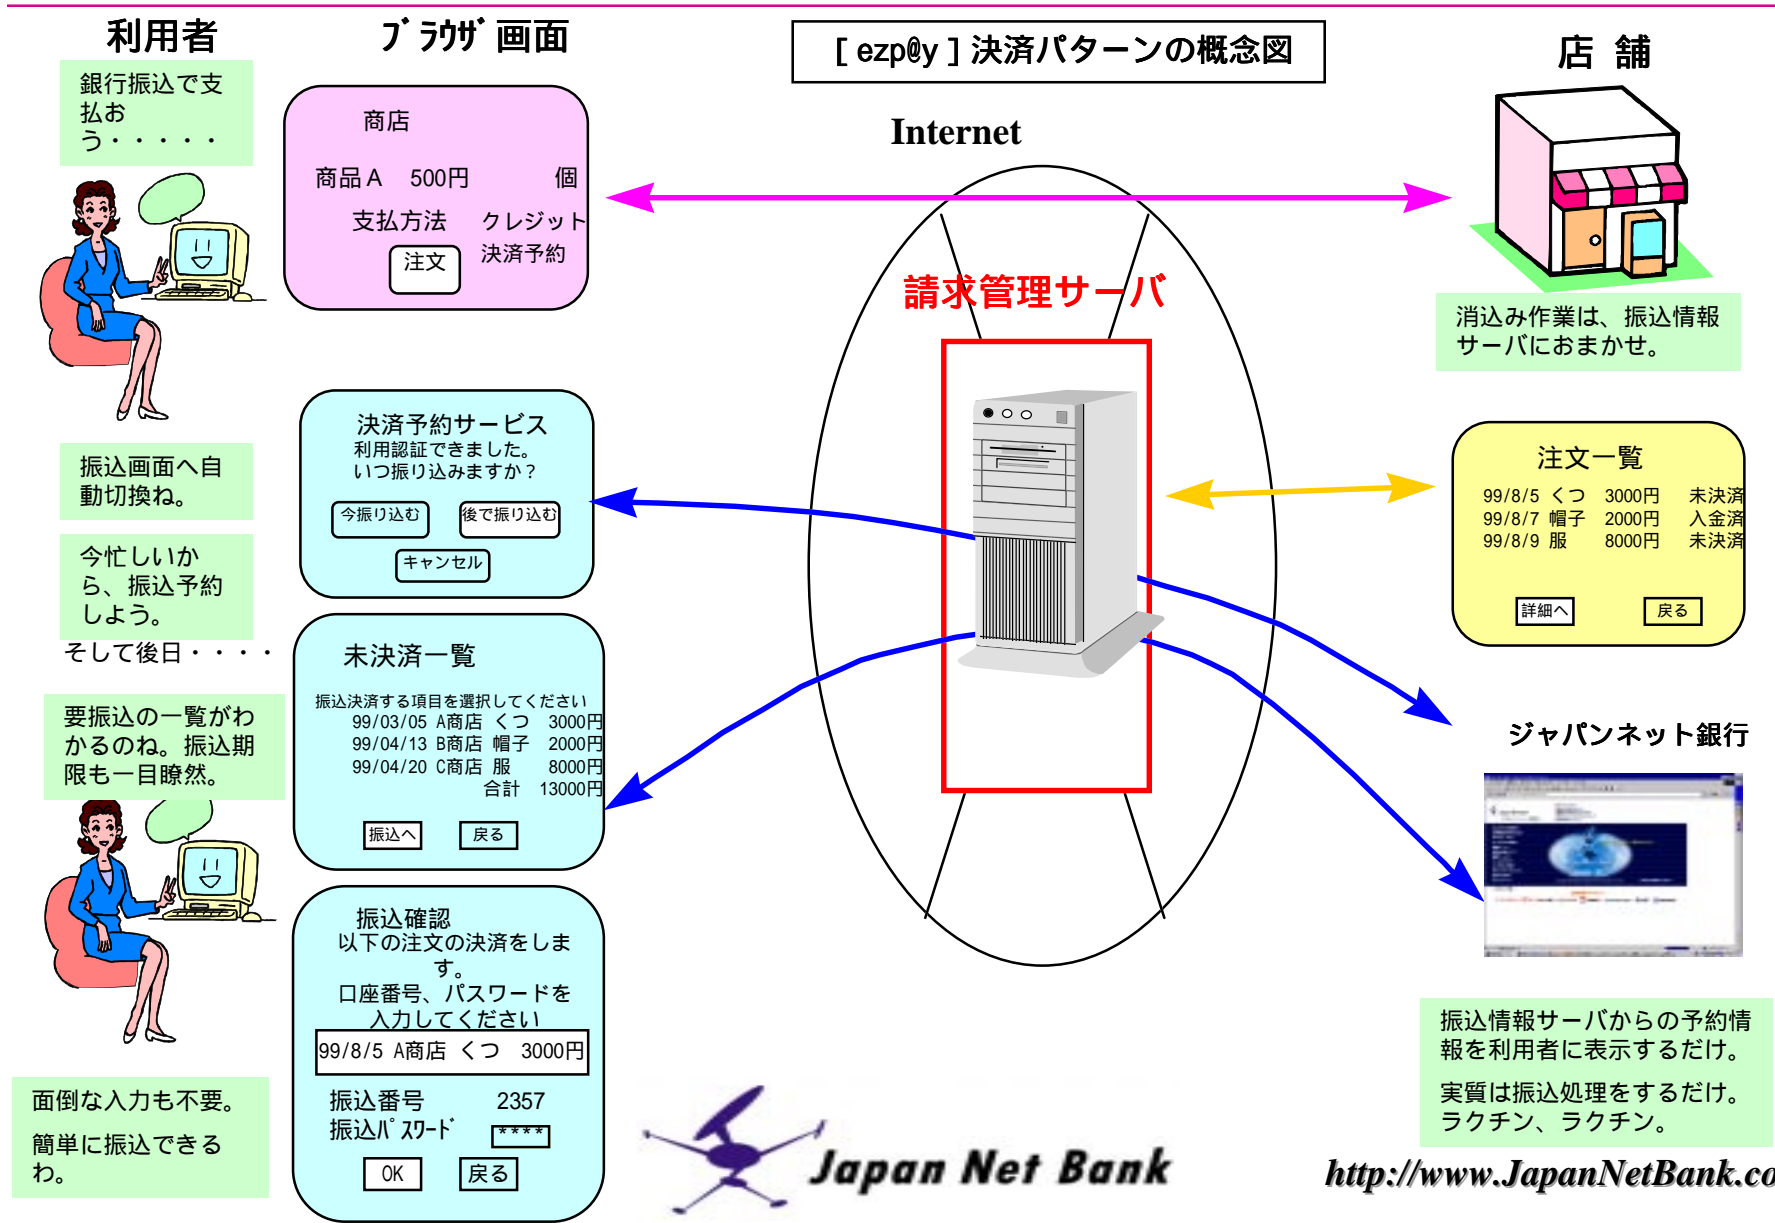 利用者
ﾌﾞﾗｳｻﾞ画面
[ ezp@y ] 決済パターンの概念図
店 舗
銀行振込で支
払お
う・・・・・
商店
商品Ａ 500円 個
支払方法 クレジット
注文 決済予約
Internet
請求管理サーバ
消込み作業は、振込情報
サーバにおまかせ。
決済予約サービス
利用認証できました。
いつ振り込みますか？
今振り込む 後で振り込む
キャンセル
振込画面へ自
動切換ね。
今忙しいか
ら、振込予約
しよう。
そして後日・・・・
注文一覧
99/8/5 くつ 3000円 未決済
99/8/7 帽子 2000円 入金済
99/8/9 服 8000円 未決済
詳細へ 戻る
未決済一覧
振込決済する項目を選択してください
99/03/05 A商店 くつ 3000円
99/04/13 B商店 帽子 2000円
99/04/20 C商店 服 8000円
合計 13000円
振込へ 戻る
要振込の一覧がわ
かるのね。振込期
限も一目瞭然。
ジャパンネット銀行
振込確認
以下の注文の決済をしま
す。
口座番号、パスワードを
入力してください
99/8/5 A商店 くつ 3000円
振込番号 2357
振込ﾊﾟｽﾜｰﾄﾞ ****
OK 戻る
面倒な入力も不要。
簡単に振込できる
わ。
振込情報サーバからの予約情
報を利用者に表示するだけ。
実質は振込処理をするだけ。
ラクチン、ラクチン。
Japan Net Bank
http://www.JapanNetBank.co